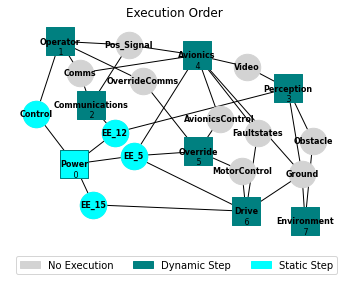 Execution Order
Operator
1
Pos_Signal
Avionics
4
Video
Comms
OverrideComms
Perception
3
Communications
2
Control
AvionicsControl
EE_12
Faultstates
Obstacle
EE_5
Override
5
Power
0
MotorControl
Ground
EE_15
Drive
6
Environment
7
No Execution
Dynamic Step
Static Step